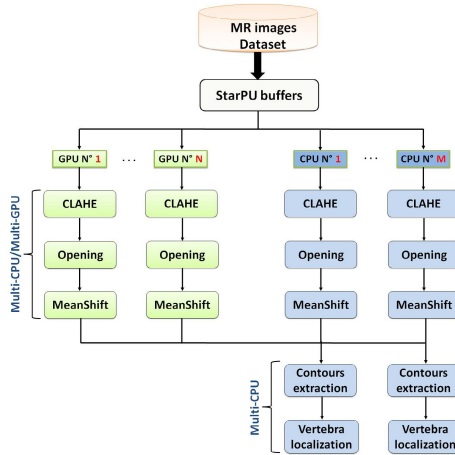 MR images
Dataset
StarPU buffers
GPU N° 1 ... GPU N° N CPU N° 1 ... CPU N° M
Multi-CPU/Multi-GPU
CLAHE CLAHE CLAHE CLAHE
Opening Opening Opening Opening
MeanShift MeanShift MeanShift MeanShift
Multi-CPU
Contours extraction Contours extraction
Vertebra localization Vertebra localization